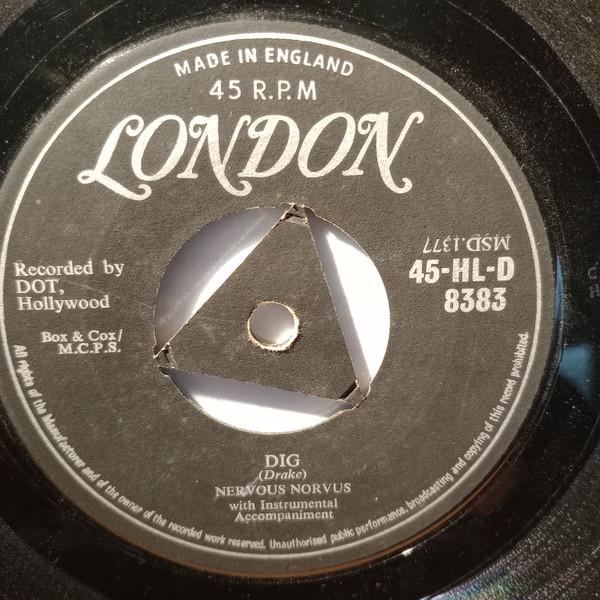 MADE IN ENGLAND
45 R.P.M
LONDON
MSD.1377
45-HL-D
8383
Recorded by
DOT,
Hollywood
Box & Cox/
M.C.P.S.
DIG
(Drake)
NERVOUS NORVUS
with Instrumental
Accompaniment
All rights of the Manufacturer and of the owner of the recorded work reserved. Unauthorised public performance, broadcasting and copying of this record prohibited.